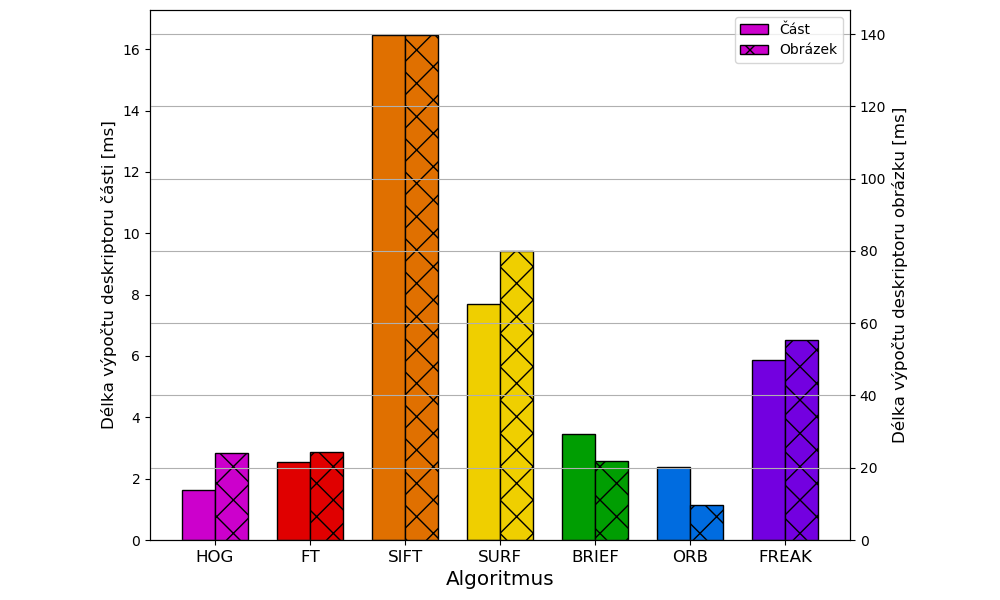 Část
Obrázek
Délka výpočtu deskriptoru části [ms]
16
14
12
10
8
6
4
2
0
140
120
100
80
60
40
20
0
Délka výpočtu deskriptoru obrázku [ms]
HOG FT SIFT SURF BRIEF ORB FREAK
Algoritmus